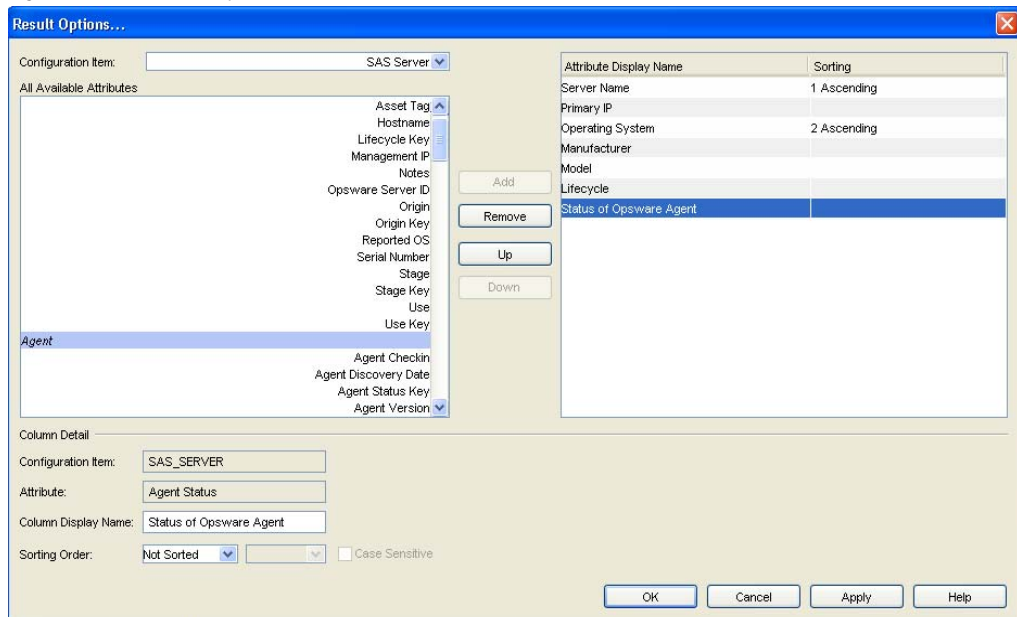 Result Options...
Configuration Item:
SAS Server
All Available Attributes
Asset Tag
Hostname
Lifecycle Key
Management IP
Notes
Opsware Server ID
Origin
Origin Key
Reported OS
Serial Number
Stage
Stage Key
Use
Use Key
Agent
Agent Checkin
Agent Discovery Date
Agent Status Key
Agent Version
Add
Remove
Up
Down
Attribute Display Name Sorting
Server Name 1 Ascending
Primary IP
Operating System 2 Ascending
Manufacturer
Model
Lifecycle
Status of Opsware Agent
Column Detail
Configuration Item: SAS_SERVER
Attribute: Agent Status
Column Display Name: Status of Opsware Agent
Sorting Order: Not Sorted Case Sensitive
OK Cancel Apply Help